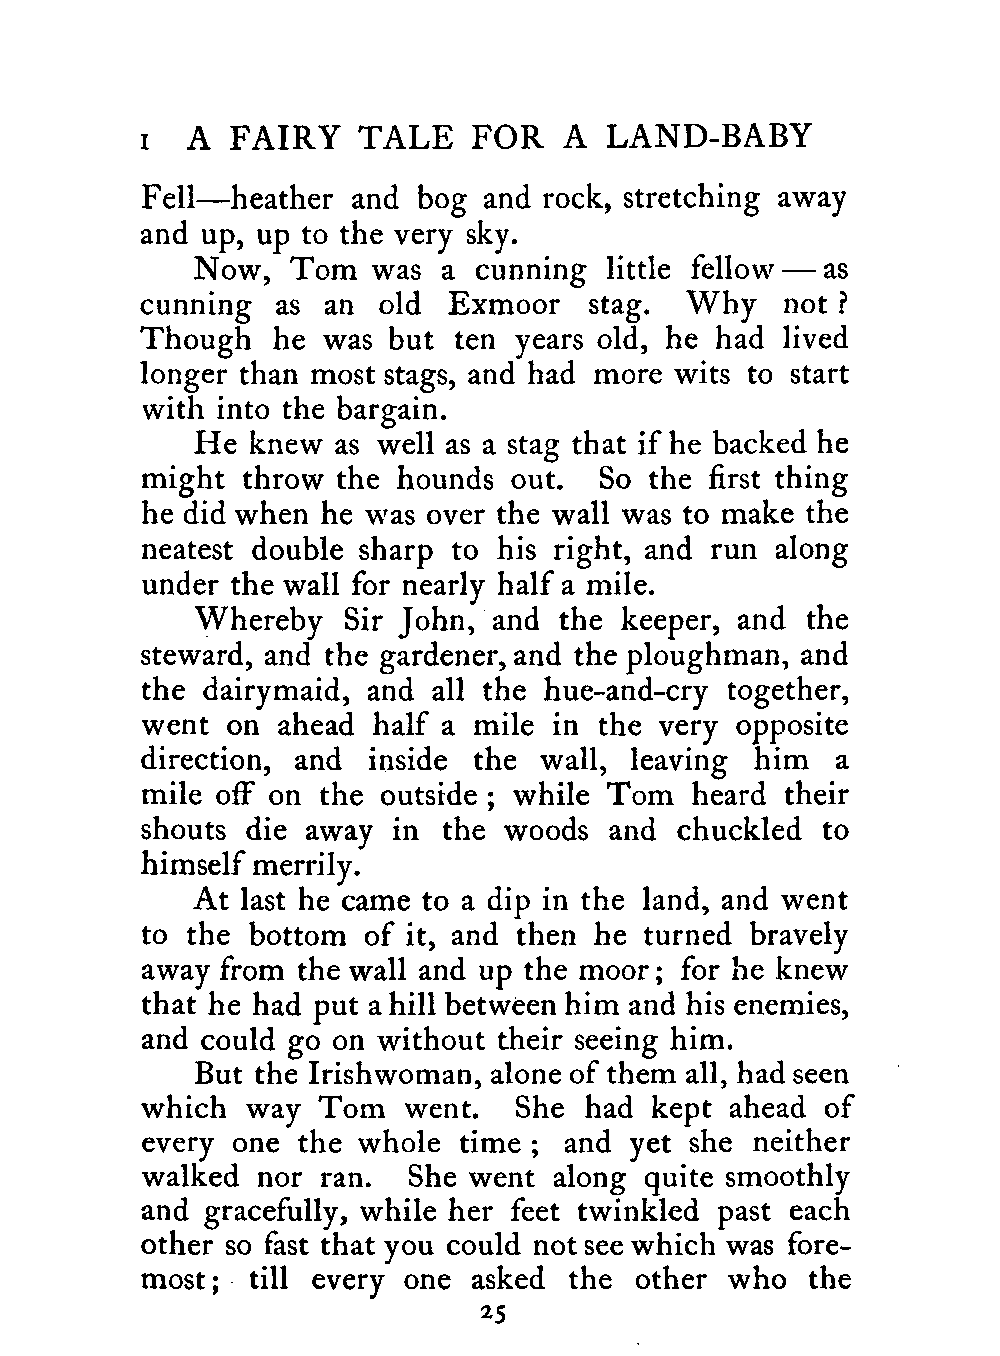 I A FAIRY TALE FOR A LAND-BABY
Fell—heather and bog and rock, stretching away
and up, up to the very sky.
Now, Tom was a cunning little fellow — as
cunning as an old Exmoor stag. Why not ?
Though he was but ten years old, he had lived
longer than most stags, and had more wits to start
with into the bargain.
He knew as well as a stag that if he backed he
might throw the hounds out. So the first thing
he did when he was over the wall was to make the
neatest double sharp to his right, and run along
under the wall for nearly half a mile.
Whereby Sir John, and the keeper, and the
steward, and the gardener, and the ploughman, and
the dairymaid, and all the hue-and-cry together,
went on ahead half a mile in the very opposite
direction, and inside the wall, leaving him a
mile off on the outside ; while Tom heard their
shouts die away in the woods and chuckled to
himself merrily.
At last he came to a dip in the land, and went
to the bottom of it, and then he turned bravely
away from the wall and up the moor ; for he knew
that he had put a hill between him and his enemies,
and could go on without their seeing him.
But the Irishwoman, alone of them all, had seen
which way Tom went. She had kept ahead of
every one the whole time ; and yet she neither
walked nor ran. She went along quite smoothly
and gracefully, while her feet twinkled past each
other so fast that you could not see which was fore-
most ; till every one asked the other who the
25